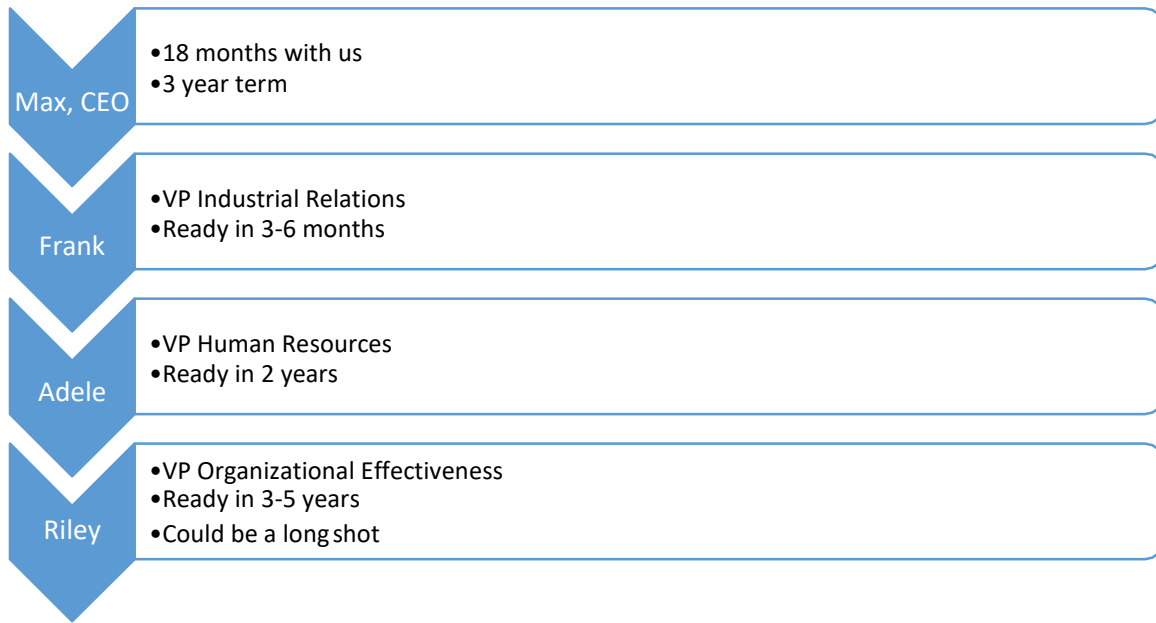 Max, CEO
•18 months with us
•3 year term
Frank
•VP Industrial Relations
•Ready in 3-6 months
Adele
•VP Human Resources
•Ready in 2 years
Riley
•VP Organizational Effectiveness
•Ready in 3-5 years
•Could be a long shot